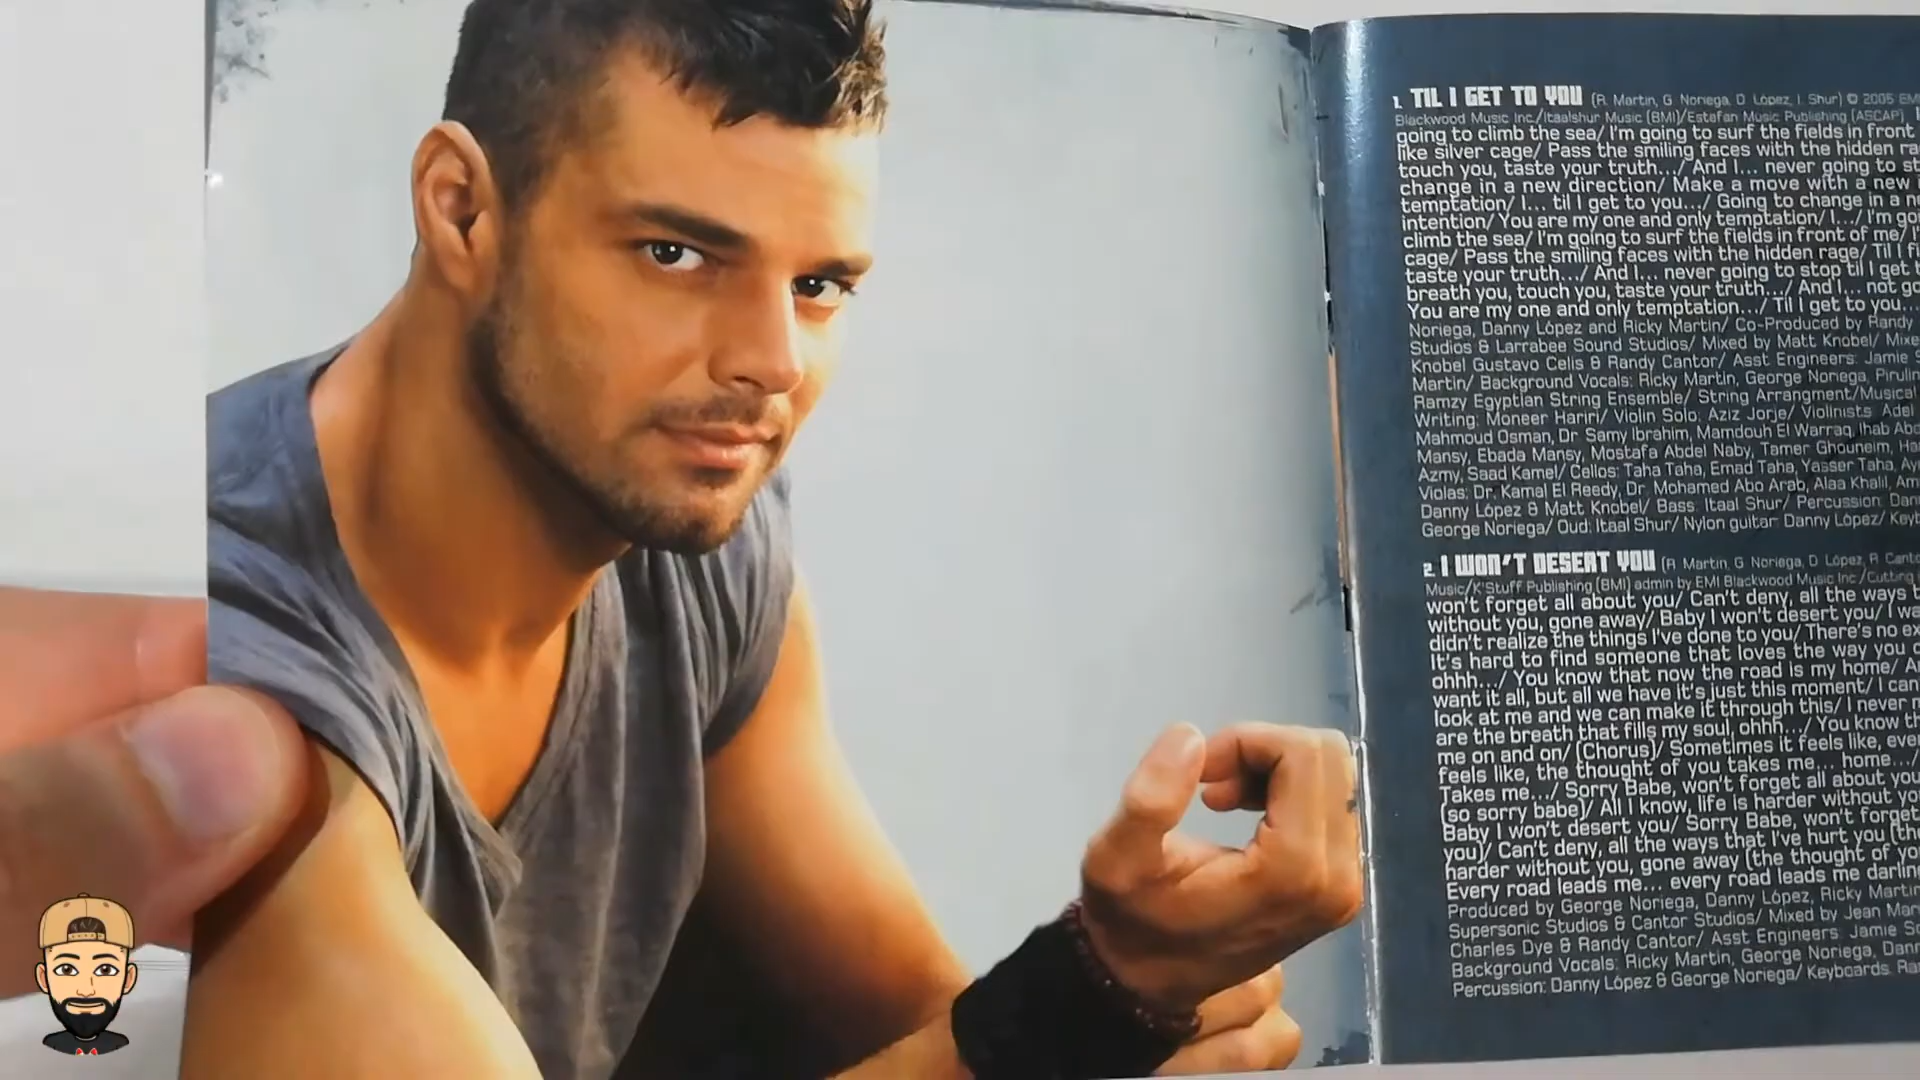 1. TIL I GET TO YOU (R. Martin, G. Noriega, D. López, I. Shur) © 2005 EMI
Blackwood Music Inc./Itaalshur Music (BMI)/Estefan Music Publishing (ASCAP)
going to climb the sea/ I'm going to surf the fields in front
like silver cage/ Pass the smiling faces with the hidden ra
touch you, taste your truth.../ And I... never going to st
change in a new direction/ Make a move with a new i
temptation/ I... til I get to you.../ Going to change in a ne
intention/ You are my one and only temptation/ I.../ I'm goi
climb the sea/ I'm going to surf the fields in front of me/ I'
cage/ Pass the smiling faces with the hidden rage/ Til I fi
taste your truth.../ And I... never going to stop til I get t
breath you, touch you, taste your truth.../ And I... not go
You are my one and only temptation.../ Til I get to you...
Noriega, Danny López and Ricky Martin/ Co-Produced by Randy
Studios & Larrabee Sound Studios/ Mixed by Matt Knobel/ Mixe
Knobel Gustavo Celis & Randy Cantor/ Asst Engineers: Jamie S
Martin/ Background Vocals: Ricky Martin, George Noriega, Pirulin
Ramzy Egyptian String Ensemble/ String Arrangment/Musical
Writing: Moneer Hariri/ Violin Solo: Aziz Jorje/ Violinists: Adel
Mahmoud Osman, Dr. Samy Ibrahim, Mamdouh El Warraq, Ihab Abd
Mansy, Ebada Mansy, Mostafa Abdel Naby, Tamer Ghouneim, Ha
Azmy, Saad Kamel/ Cellos: Taha Taha, Emad Taha, Yasser Taha, Ay
Violas: Dr. Kamal El Reedy, Dr. Mohamed Abo Arab, Alaa Khalil, Am
Danny López & Matt Knobel/ Bass: Itaal Shur/ Percussion: Dan
George Noriega/ Oud: Itaal Shur/ Nylon guitar: Danny López/ Keyb
2. I WON'T DESERT YOU (R. Martin, G. Noriega, D. López, R. Canto
Music/K'Stuff Publishing (BMI) admin by EMI Blackwood Music Inc./Cutting
won't forget all about you/ Can't deny, all the ways t
without you, gone away/ Baby I won't desert you/ I wa
didn't realize the things I've done to you/ There's no ex
It's hard to find someone that loves the way you d
ohhh.../ You know that now the road is my home/ A
want it all, but all we have it's just this moment/ I can
look at me and we can make it through this/ I never n
are the breath that fills my soul, ohhh.../ You know th
me on and on/ (Chorus)/ Sometimes it feels like, ever
feels like, the thought of you takes me... home.../
Takes me.../ Sorry Babe, won't forget all about you
(so sorry babe)/ All I know, life is harder without yo
Baby I won't desert you/ Sorry Babe, won't forget
you)/ Can't deny, all the ways that I've hurt you (the
harder without you, gone away (the thought of yo
Every road leads me... every road leads me darling
Produced by George Noriega, Danny López, Ricky Martin
Supersonic Studios & Cantor Studios/ Mixed by Jean Mar
Charles Dye & Randy Cantor/ Asst Engineers: Jamie Sc
Background Vocals: Ricky Martin, George Noriega, Dann
Percussion: Danny López & George Noriega/ Keyboards: Ra